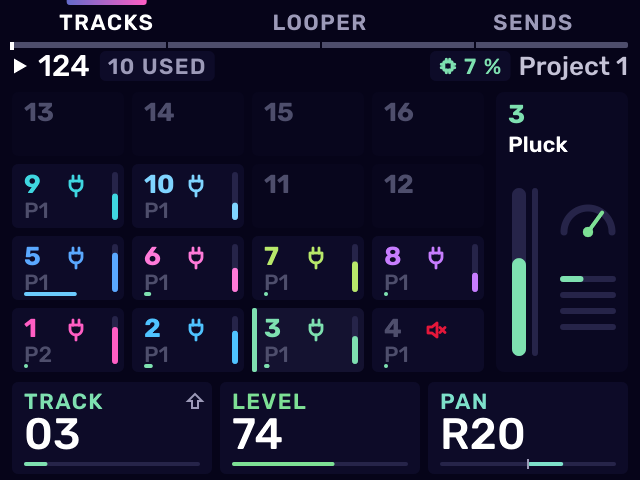 TRACKS LOOPER SENDS
124 10 USED 7 % Project 1
13 14 15 16
3
Pluck
9 10 11 12
P1 P1
5 6 7 8
P1 P1 P1 P1
1 2 3 4
P2 P1 P1 P1
TRACK LEVEL PAN
03 74 R20